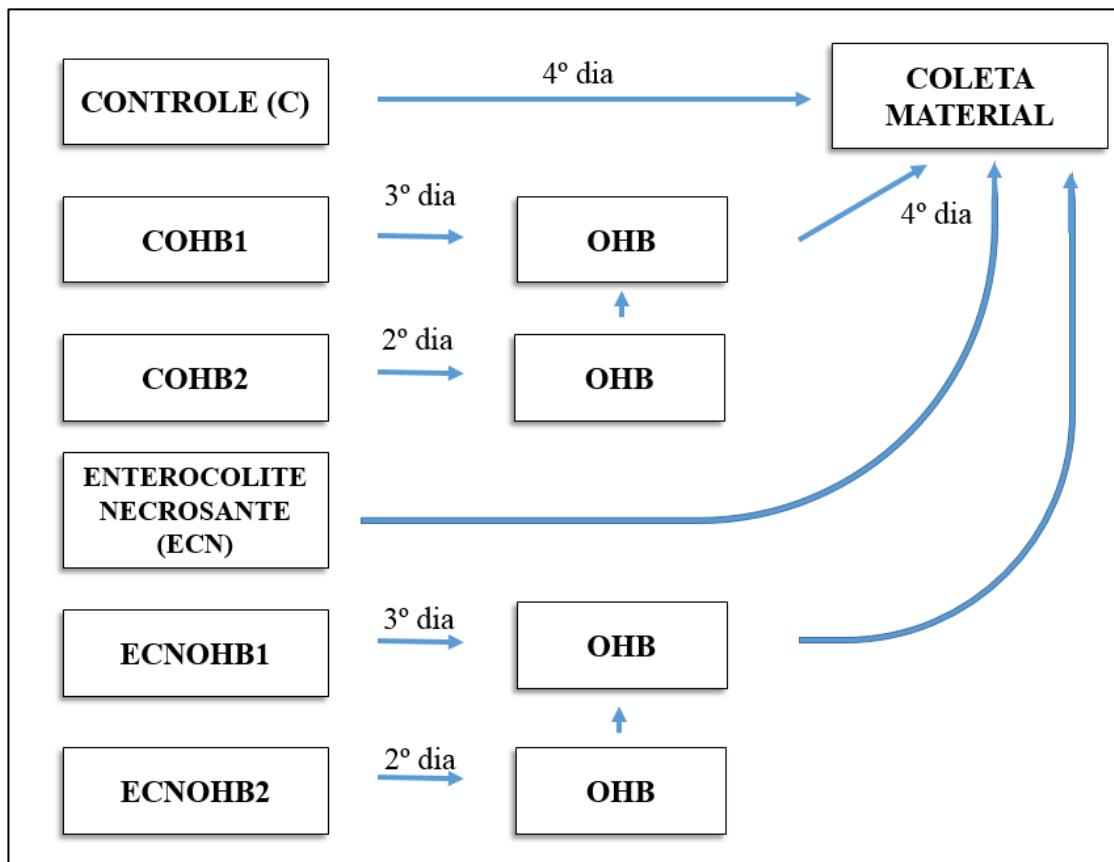 CONTROLE (C)
4º dia
COLETA
MATERIAL
COHB1
3º dia
OHB
4º dia
COHB2
2º dia
OHB
ENTEROCOLITE
NECROSANTE
(ECN)
ECNOHB1
3º dia
OHB
ECNOHB2
2º dia
OHB